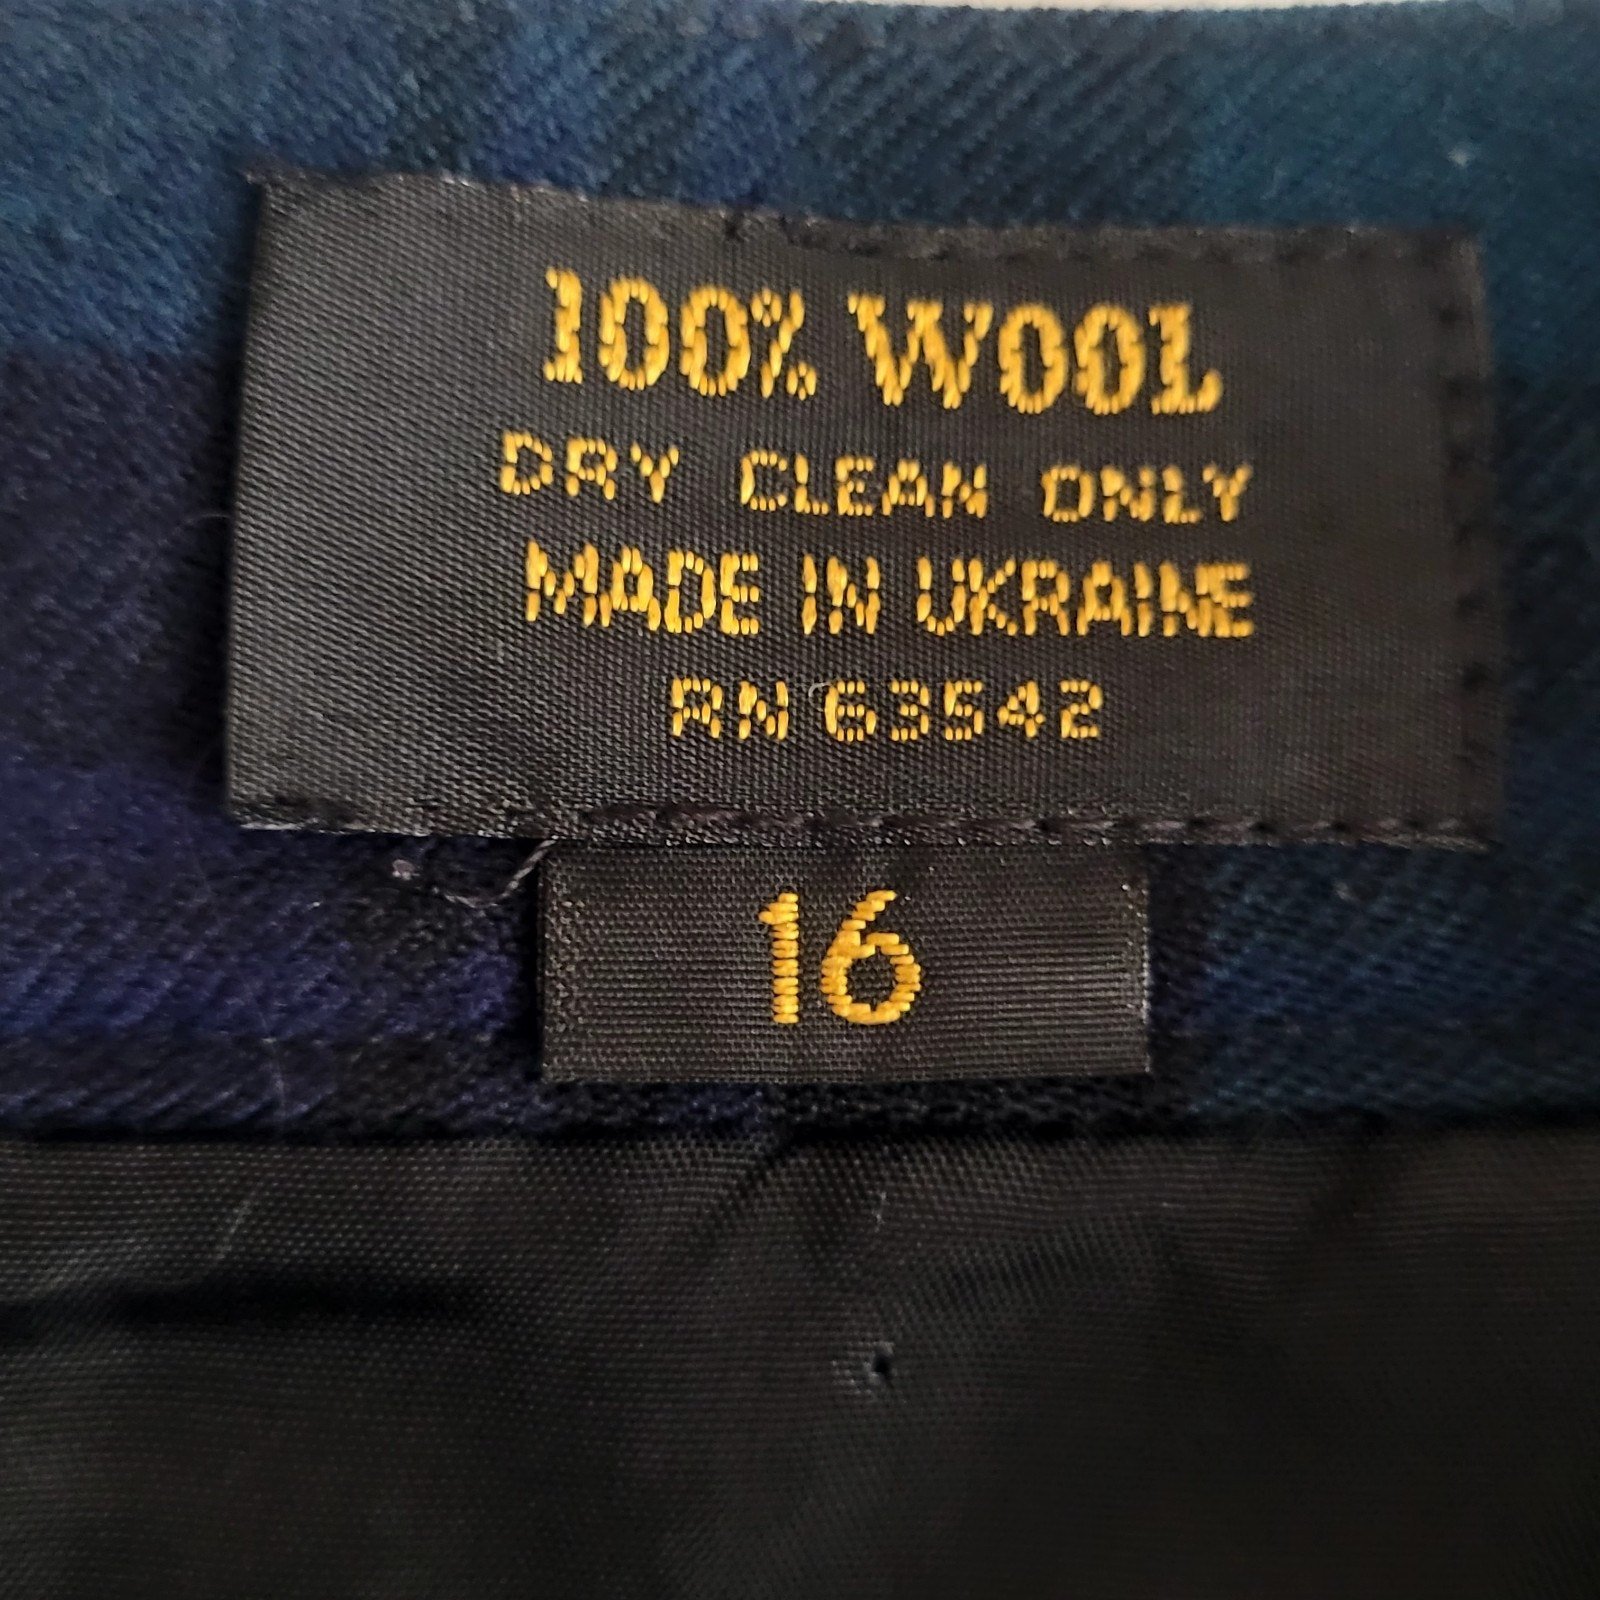 100% WOOL
DRY CLEAN ONLY
MADE IN UKRAINE
RN 63542
16